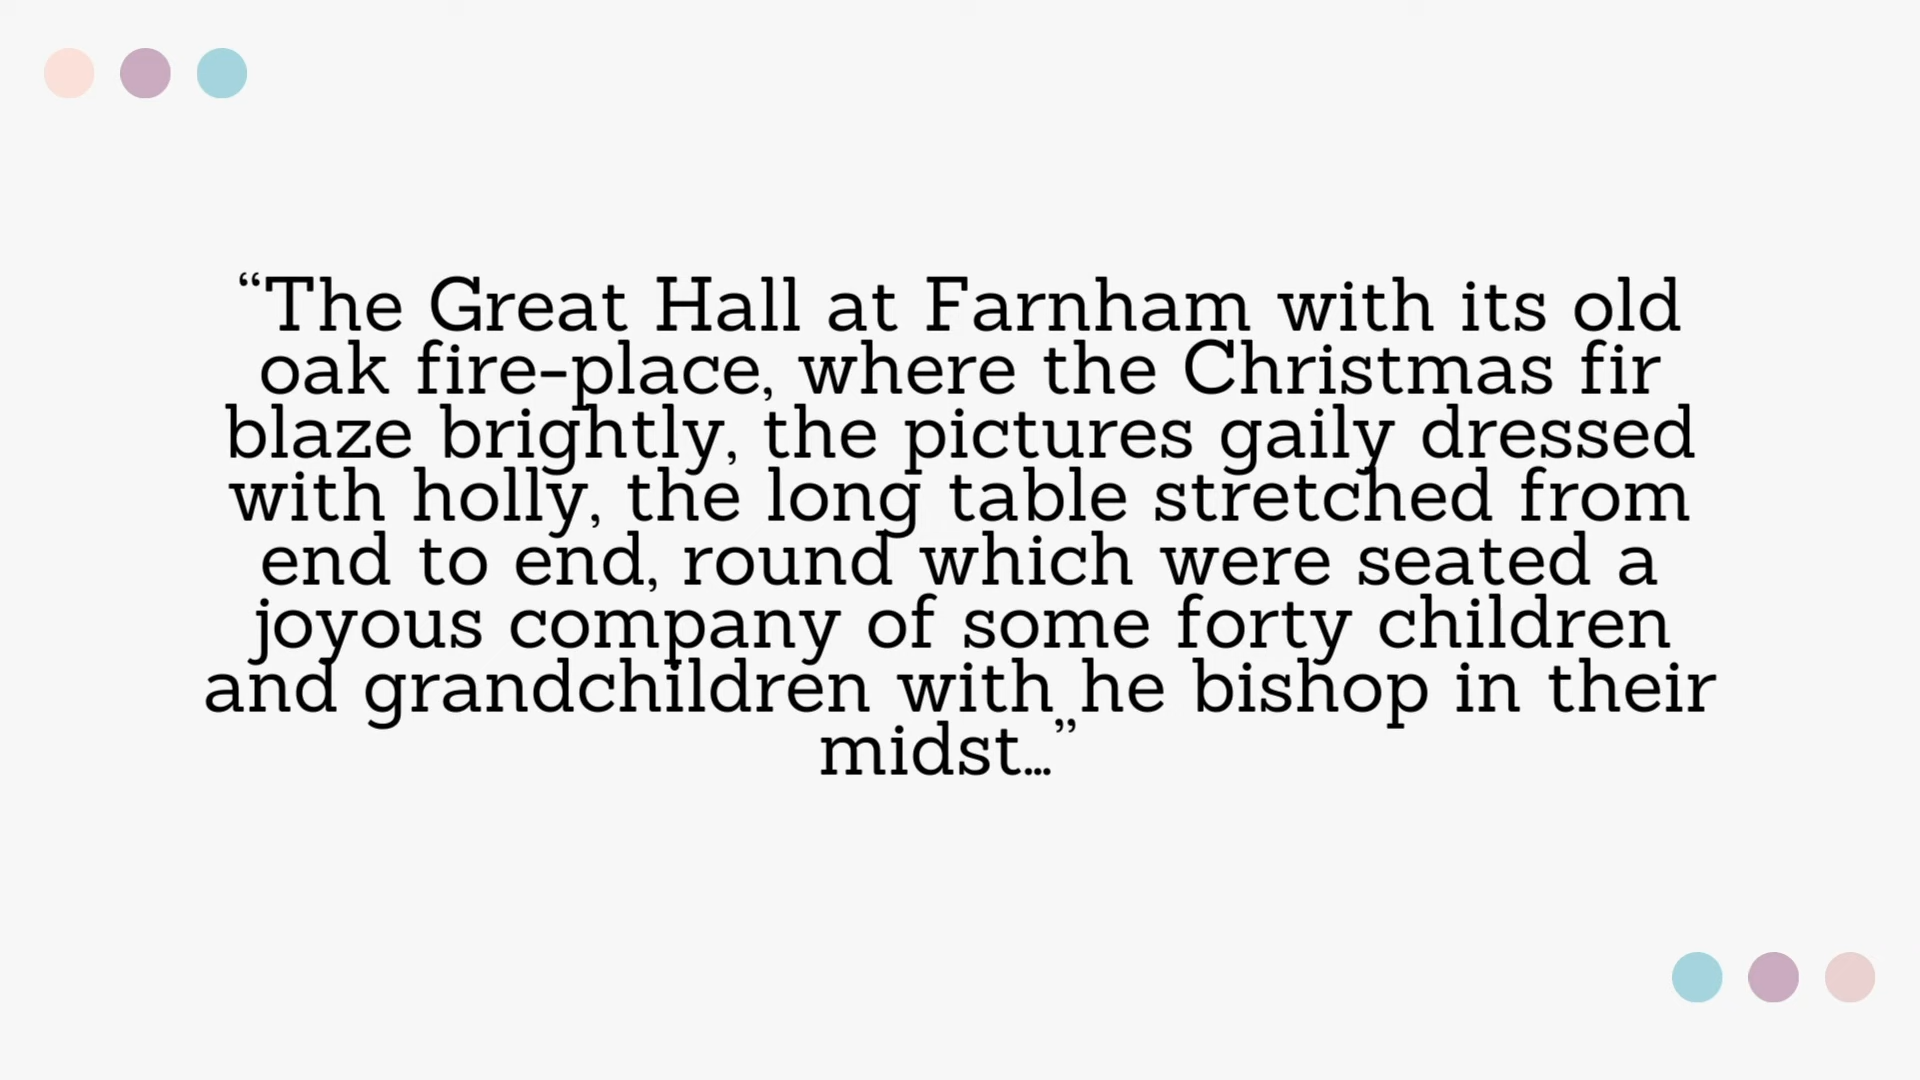 “The Great Hall at Farnham with its old
oak fire-place, where the Christmas fir
blaze brightly, the pictures gaily dressed
with holly, the long table stretched from
end to end, round which were seated a
joyous company of some forty children
and grandchildren with he bishop in their
midst…”